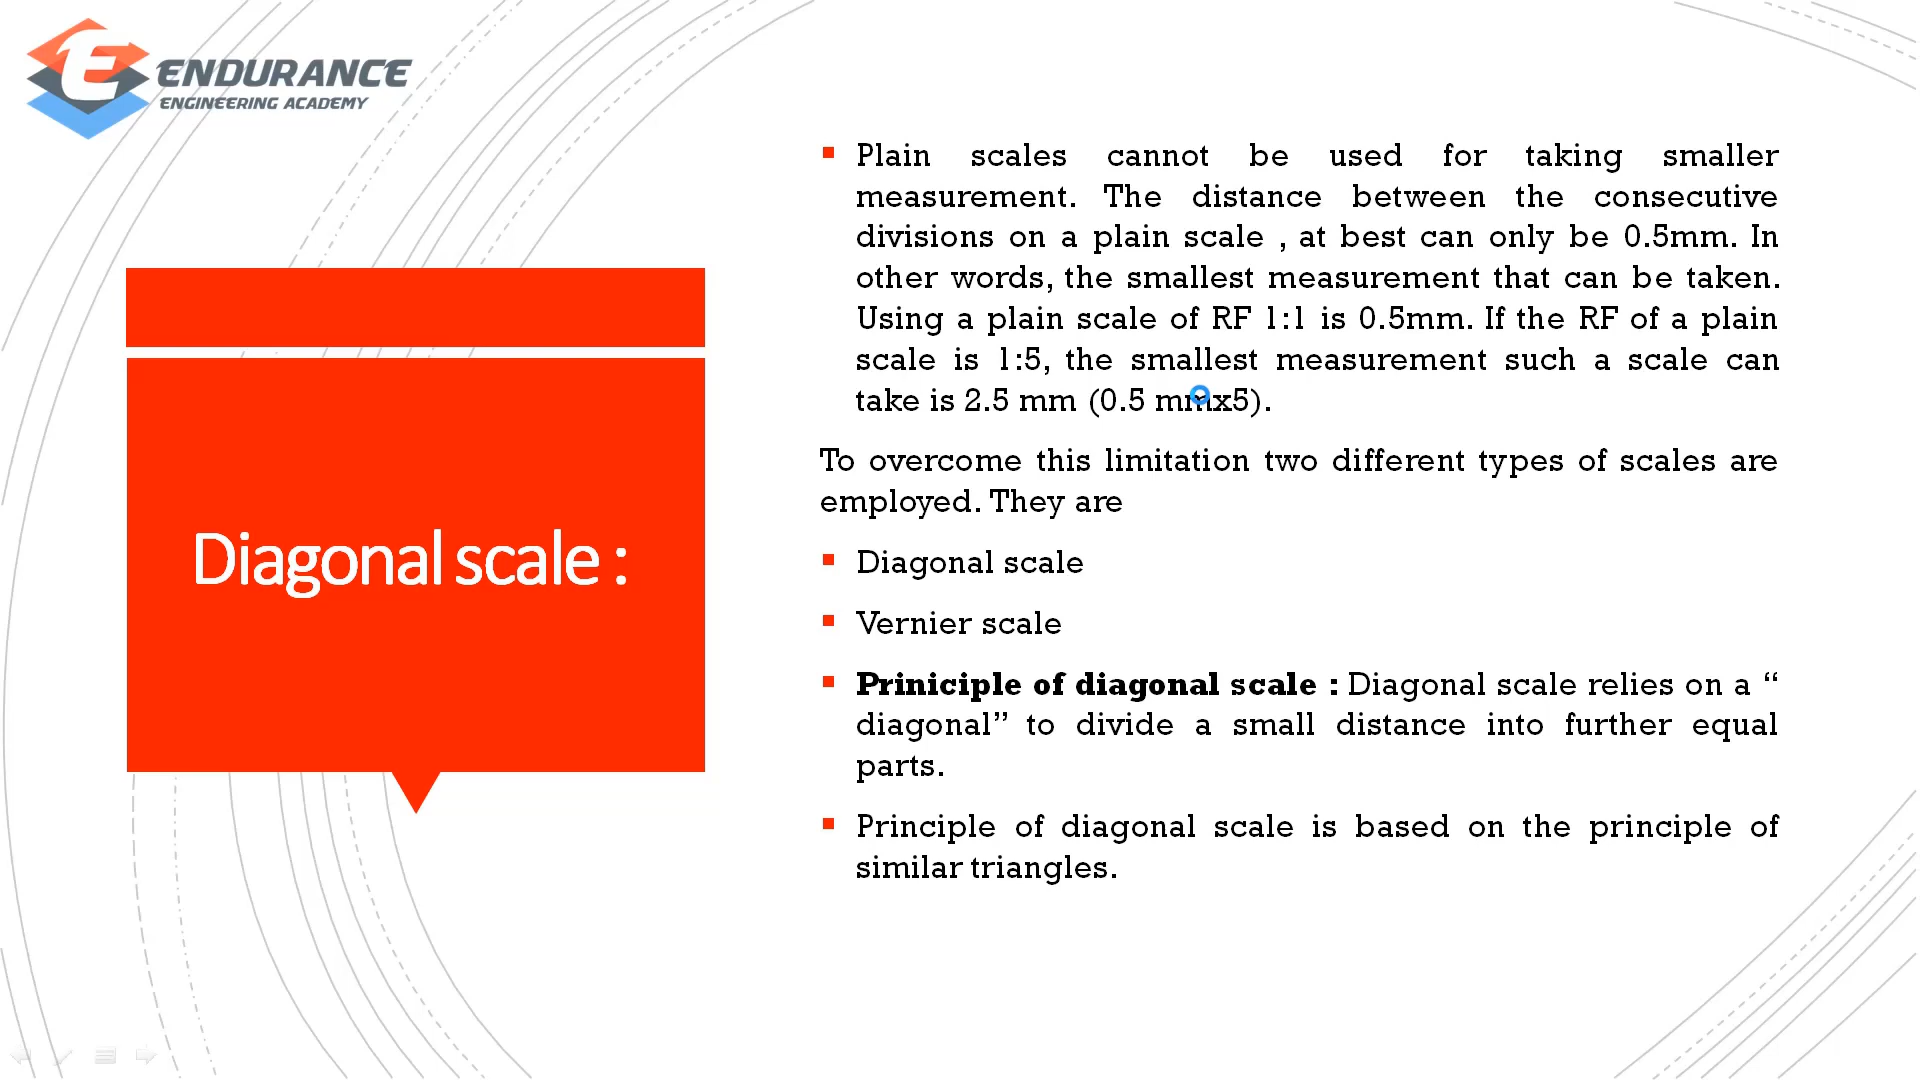 ENDURANCE
ENGINEERING ACADEMY
Diagonal scale :
Plain scales cannot be used for taking smaller
measurement. The distance between the consecutive
divisions on a plain scale , at best can only be 0.5mm. In
other words, the smallest measurement that can be taken.
Using a plain scale of RF 1:1 is 0.5mm. If the RF of a plain
scale is 1:5, the smallest measurement such a scale can
take is 2.5 mm (0.5 mmx5).
To overcome this limitation two different types of scales are
employed. They are
Diagonal scale
Vernier scale
Priniciple of diagonal scale : Diagonal scale relies on a “
diagonal” to divide a small distance into further equal
parts.
Principle of diagonal scale is based on the principle of
similar triangles.